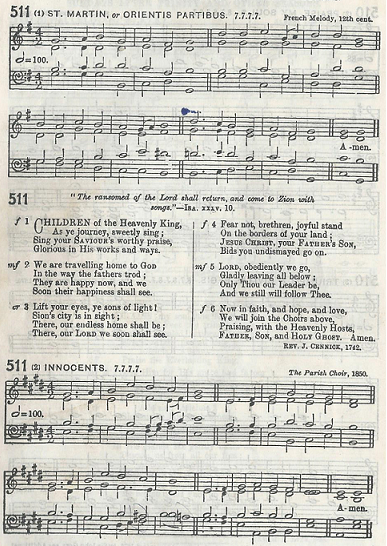 511 (1) ST. MARTIN, or ORIENTIS PARTIBUS. 7.7.7.7. French Melody, 12th cent.
=100.
A-men.
511 "The ransomed of the Lord shall return, and come to Zion with
songs."—ISA. xxxv. 10.
f 1 CHILDREN of the Heavenly King,
As ye journey, sweetly sing;
Sing your SAVIOUR'S worthy praise,
Glorious in His works and ways.
mf 2 We are travelling home to GOD
In the way the fathers trod;
They are happy now, and we
Soon their happiness shall see.
cr 3 Lift your eyes, ye sons of light!
Sion's city is in sight;
There, our endless home shall be;
There, our LORD we soon shall see.
f 4 Fear not, brethren, joyful stand
On the borders of your land;
JESUS CHRIST, your FATHER'S SON,
Bids you undismayed go on.
mf 5 LORD, obediently we go,
Gladly leaving all below;
Only Thou our Leader be,
And we still will follow Thee.
f 6 Now in faith, and hope, and love,
We will join the Choirs above,
Praising, with the Heavenly Hosts,
FATHER, SON, and HOLY GHOST. Amen.
REV. J. CENNICK, 1742.
511 (2) INNOCENTS. 7.7.7.7. The Parish Choir, 1850.
=100.
A-men.